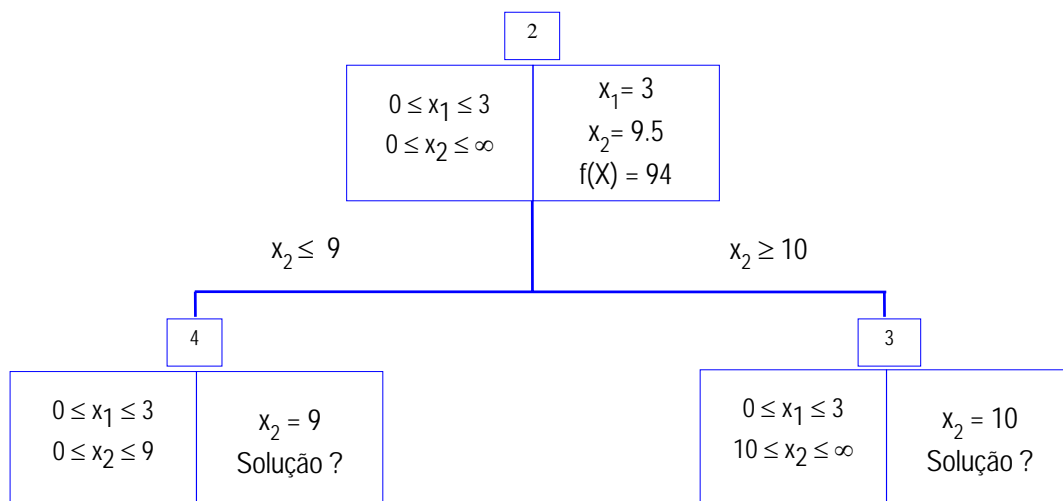 2
0 ≤ x₁ ≤ 3
0 ≤ x₂ ≤ ∞
x₁= 3
x₂= 9.5
f(X) = 94
x₂ ≤ 9
x₂ ≥ 10
4
0 ≤ x₁ ≤ 3
0 ≤ x₂ ≤ 9
x₂ = 9
Solução ?
3
0 ≤ x₁ ≤ 3
10 ≤ x₂ ≤ ∞
x₂ = 10
Solução ?